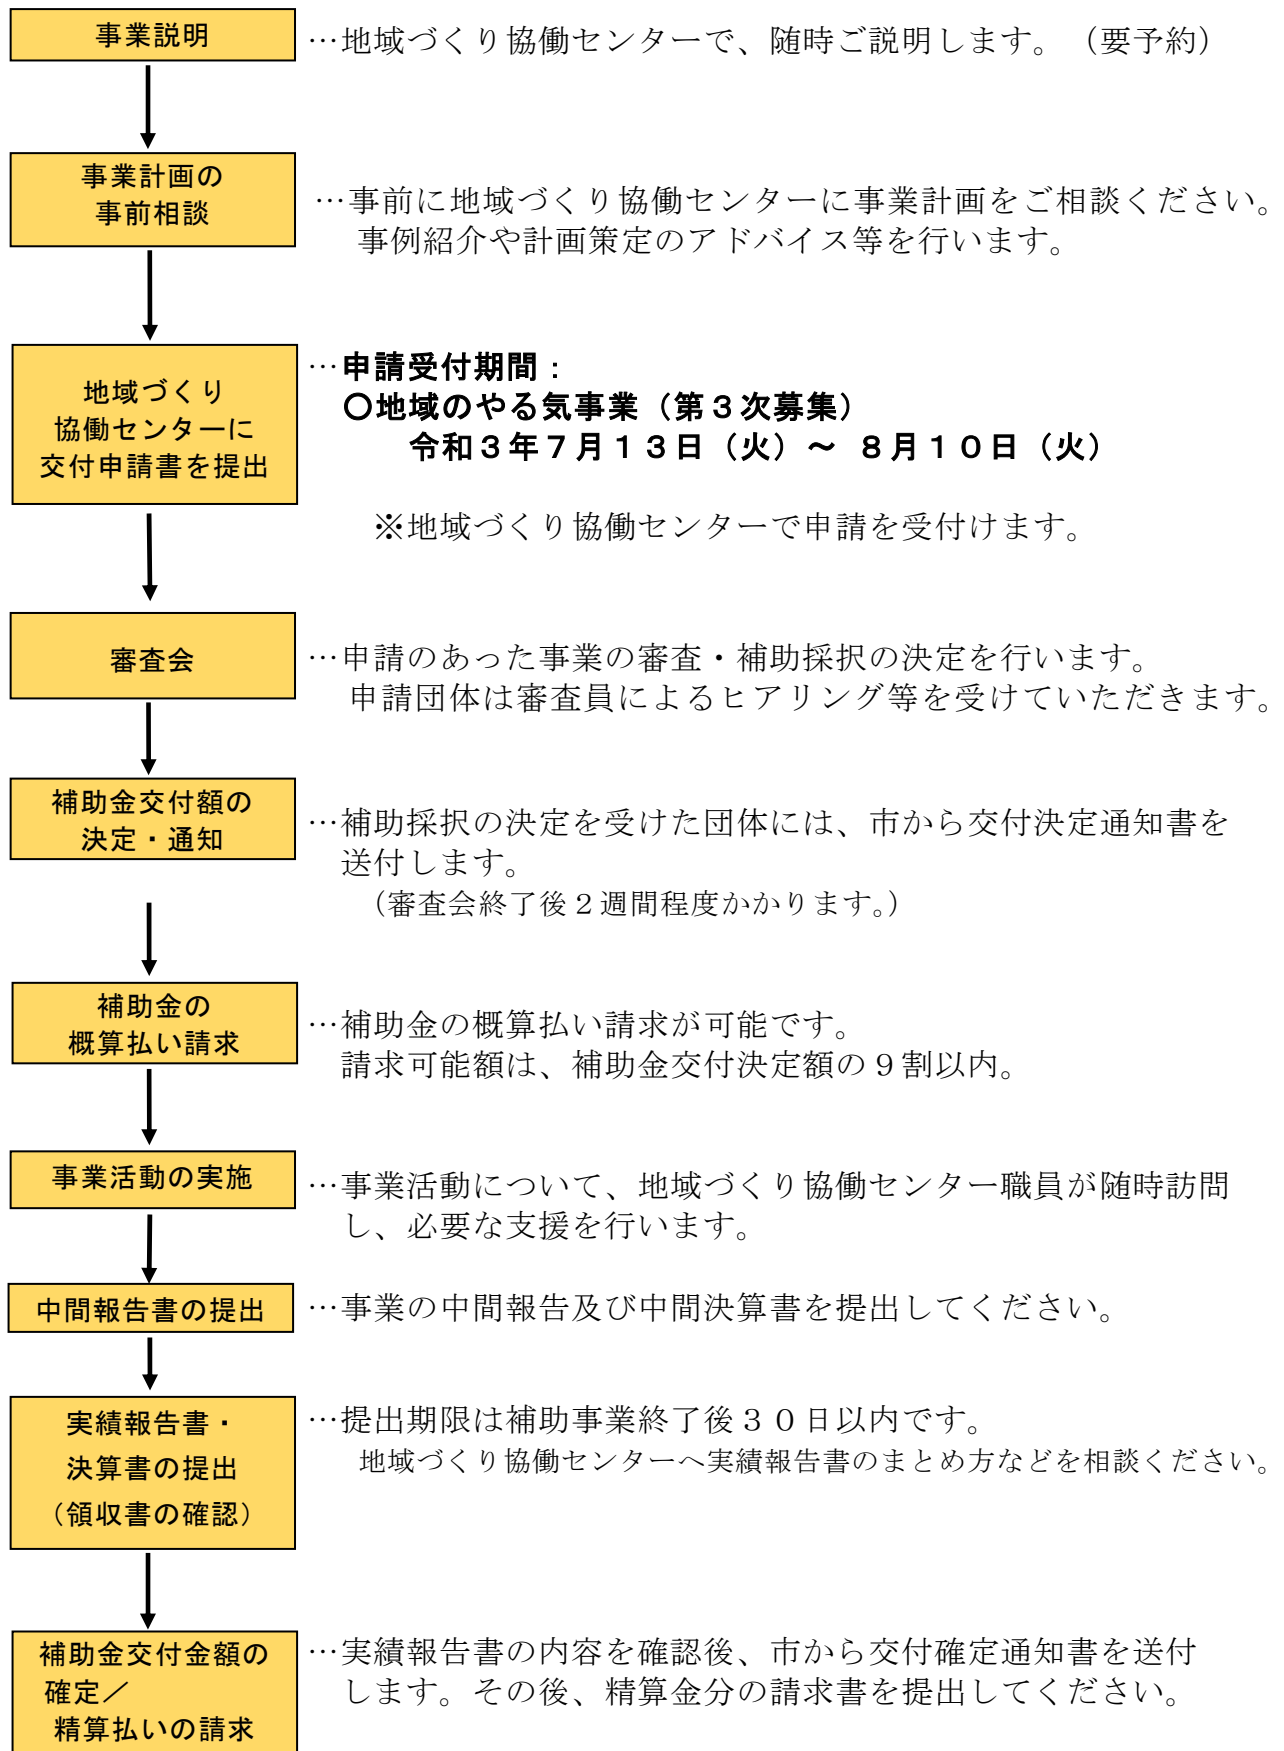 事業説明
…地域づくり協働センターで、随時ご説明します。（要予約）
事業計画の
事前相談
…事前に地域づくり協働センターに事業計画をご相談ください。
事例紹介や計画策定のアドバイス等を行います。
地域づくり
協働センターに
交付申請書を提出
…申請受付期間：
〇地域のやる気事業（第３次募集）
令和３年７月１３日（火）～ ８月１０日（火）
※地域づくり協働センターで申請を受付けます。
審査会
…申請のあった事業の審査・補助採択の決定を行います。
申請団体は審査員によるヒアリング等を受けていただきます。
補助金交付額の
決定・通知
…補助採択の決定を受けた団体には、市から交付決定通知書を
送付します。
（審査会終了後２週間程度かかります。）
補助金の
概算払い請求
…補助金の概算払い請求が可能です。
請求可能額は、補助金交付決定額の９割以内。
事業活動の実施
…事業活動について、地域づくり協働センター職員が随時訪問
し、必要な支援を行います。
中間報告書の提出
…事業の中間報告及び中間決算書を提出してください。
実績報告書・
決算書の提出
（領収書の確認）
…提出期限は補助事業終了後３０日以内です。
地域づくり協働センターへ実績報告書のまとめ方などを相談ください。
補助金交付金額の
確定／
精算払いの請求
…実績報告書の内容を確認後、市から交付確定通知書を送付
します。その後、精算金分の請求書を提出してください。